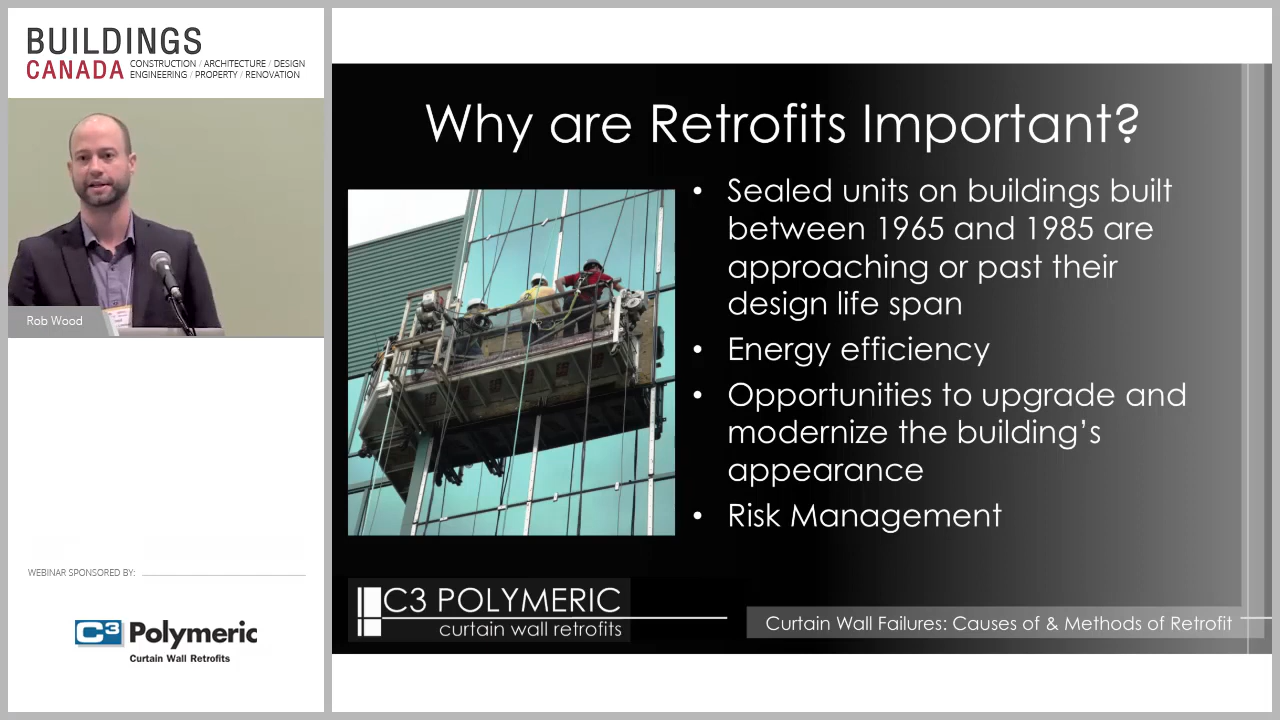 BUILDINGS
CANADA CONSTRUCTION / ARCHITECTURE / DESIGN
ENGINEERING / PROPERTY / RENOVATION
Rob Wood
WEBINAR SPONSORED BY:
C3 Polymeric
Curtain Wall Retrofits
Why are Retrofits Important?
• Sealed units on buildings built
between 1965 and 1985 are
approaching or past their
design life span
• Energy efficiency
• Opportunities to upgrade and
modernize the building’s
appearance
• Risk Management
C3 POLYMERIC
curtain wall retrofits
Curtain Wall Failures: Causes of & Methods of Retrofit